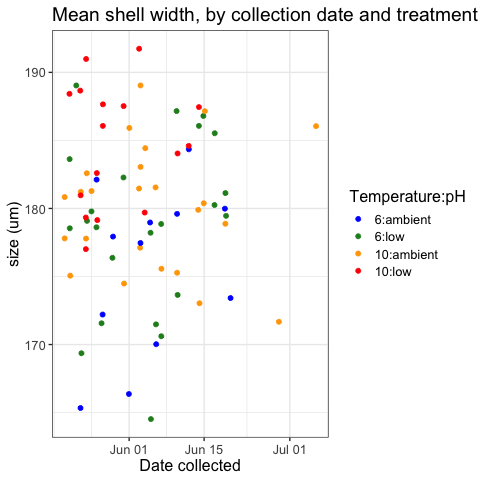 Mean shell width, by collection date and treatment
190
180
170
size (um)
Jun 01
Jun 15
Jul 01
Date collected
Temperature:pH
6:ambient
6:low
10:ambient
10:low